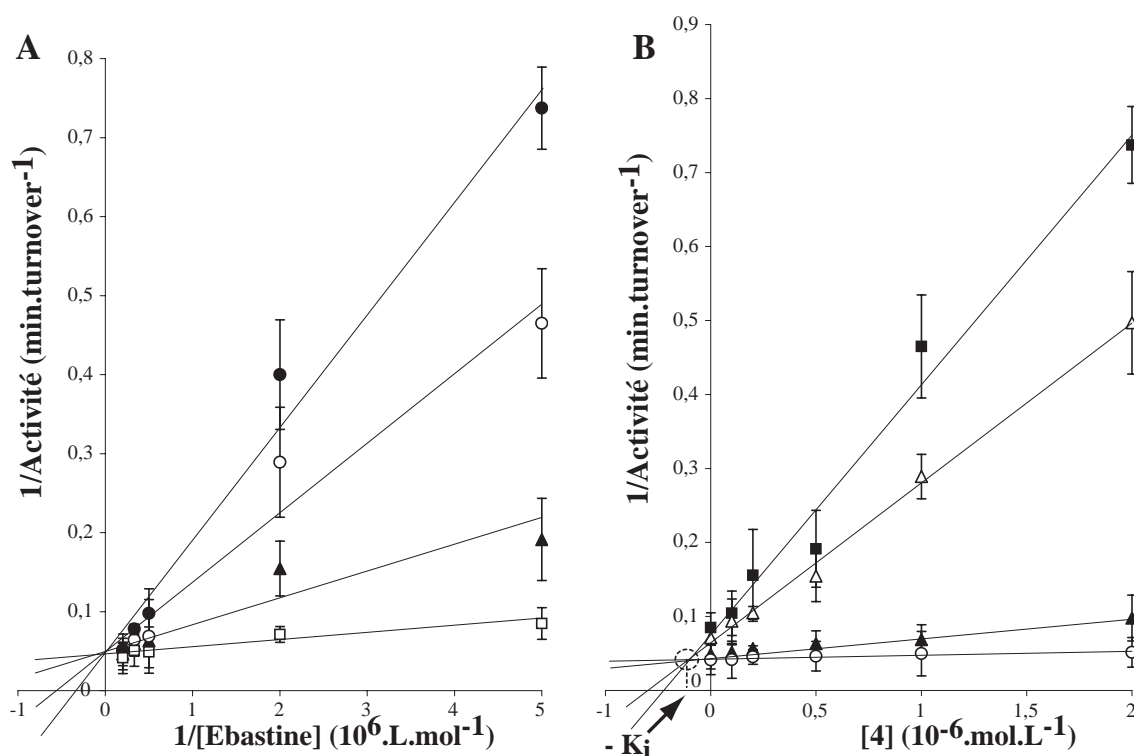 A
1/Activité (min.turnover-1)
0,8
0,7
0,6
0,5
0,4
0,3
0,2
0,1
0
-1 0 1 2 3 4 5
1/[Ebastine] (10^6.L.mol-1)
B
1/Activité (min.turnover-1)
0,9
0,8
0,7
0,6
0,5
0,4
0,3
0,2
0,1
0
-1 0 0,5 1 1,5 2
- Ki
[4] (10-6.mol.L-1)